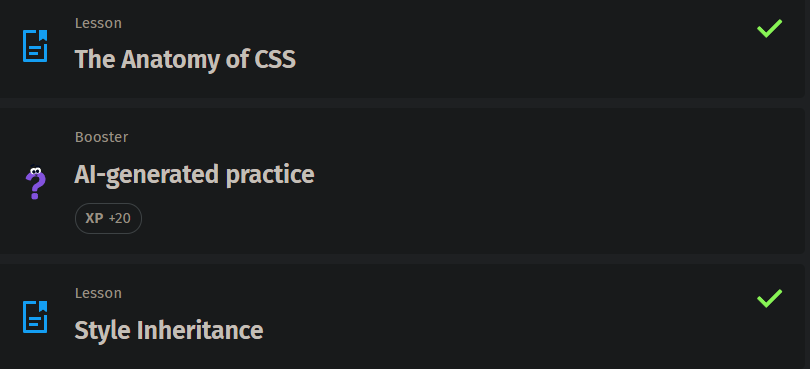 Lesson
The Anatomy of CSS
Booster
AI-generated practice
XP +20
Lesson
Style Inheritance